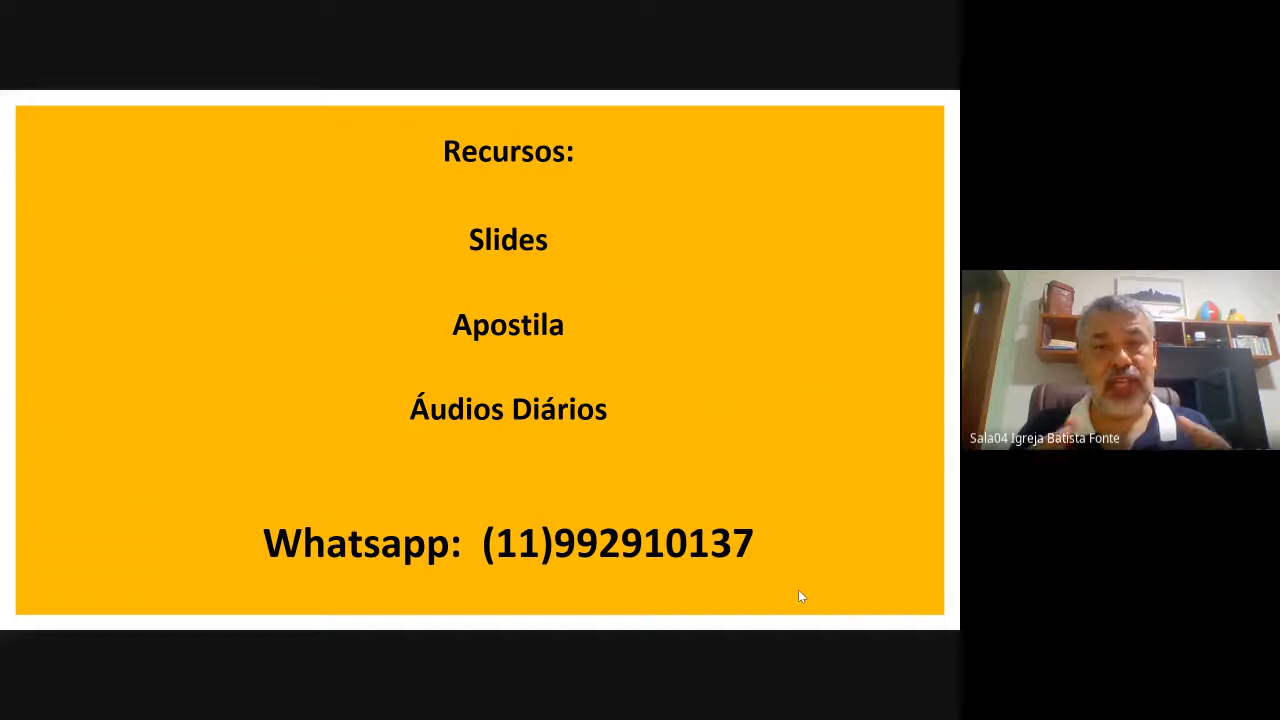 Recursos:
Slides
Apostila
Áudios Diários
Whatsapp: (11)992910137
Sala04 Igreja Batista Fonte